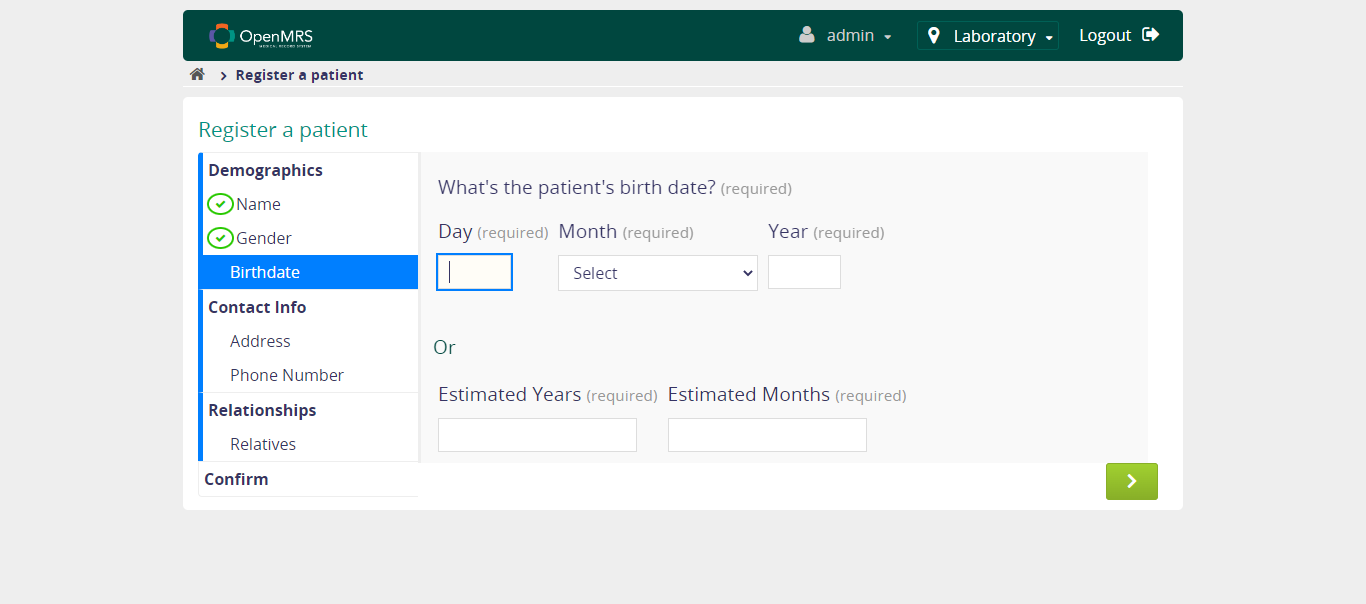 OpenMRS
MEDICAL RECORD SYSTEM
admin
Laboratory
Logout
Register a patient
Register a patient
Demographics
Name
Gender
Birthdate
Contact Info
Address
Phone Number
Relationships
Relatives
Confirm
What's the patient's birth date? (required)
Day (required) Month (required) Year (required)
Select
Or
Estimated Years (required) Estimated Months (required)